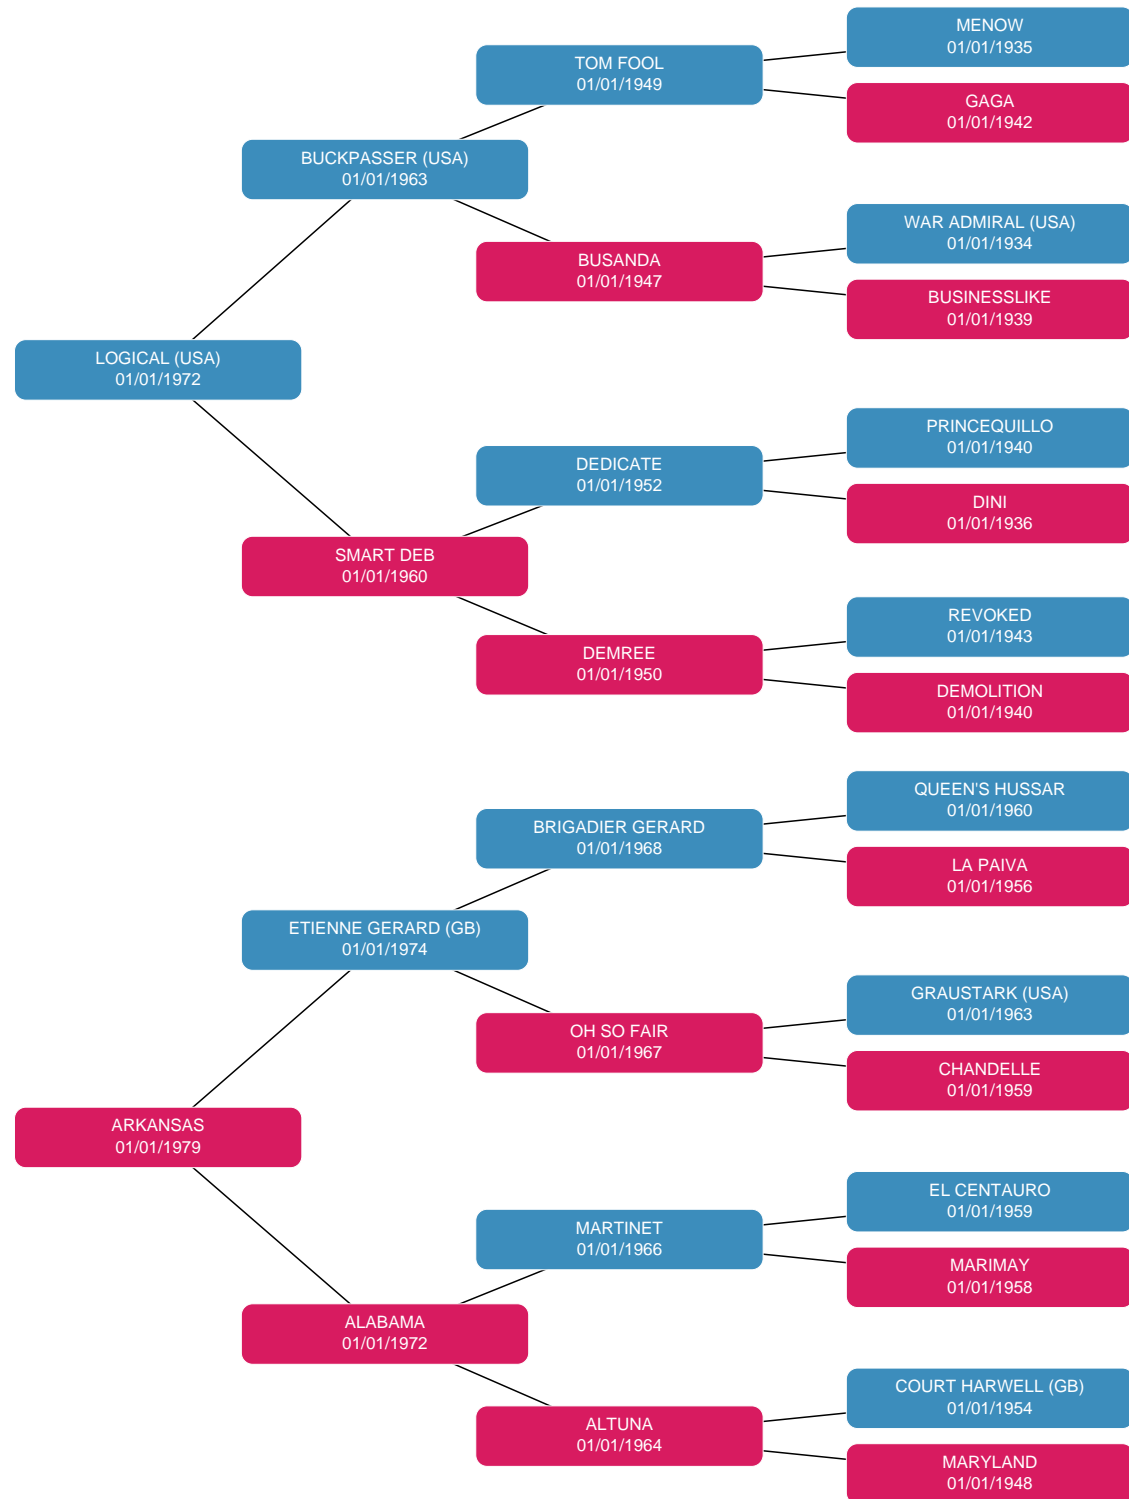 MENOW
01/01/1935
TOM FOOL
01/01/1949
GAGA
01/01/1942
BUCKPASSER (USA)
01/01/1963
WAR ADMIRAL (USA)
01/01/1934
BUSANDA
01/01/1947
BUSINESSLIKE
01/01/1939
LOGICAL (USA)
01/01/1972
PRINCEQUILLO
01/01/1940
DEDICATE
01/01/1952
DINI
01/01/1936
SMART DEB
01/01/1960
REVOKED
01/01/1943
DEMREE
01/01/1950
DEMOLITION
01/01/1940
QUEEN'S HUSSAR
01/01/1960
BRIGADIER GERARD
01/01/1968
LA PAIVA
01/01/1956
ETIENNE GERARD (GB)
01/01/1974
GRAUSTARK (USA)
01/01/1963
OH SO FAIR
01/01/1967
CHANDELLE
01/01/1959
ARKANSAS
01/01/1979
EL CENTAURO
01/01/1959
MARTINET
01/01/1966
MARIMAY
01/01/1958
ALABAMA
01/01/1972
COURT HARWELL (GB)
01/01/1954
ALTUNA
01/01/1964
MARYLAND
01/01/1948